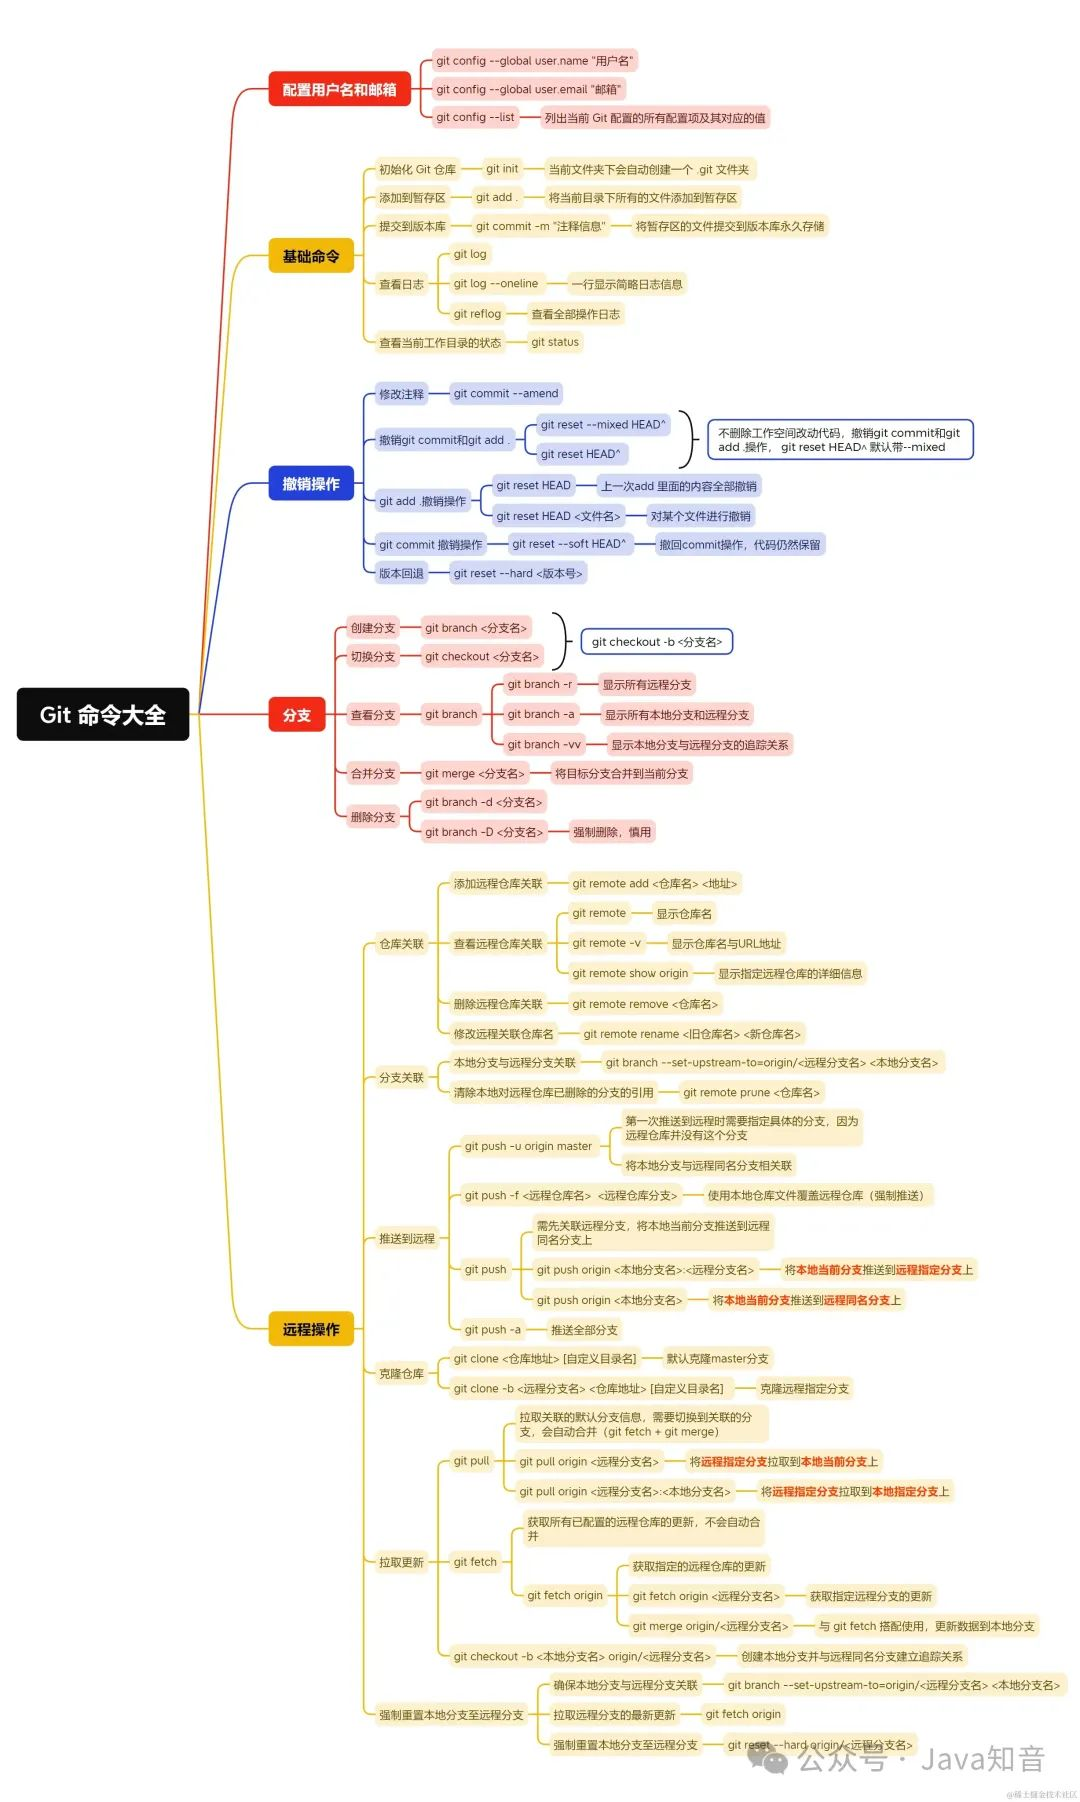 Git 命令大全
配置用户名和邮箱
git config --global user.name "用户名"
git config --global user.email "邮箱"
git config --list
列出当前 Git 配置的所有配置项及其对应的值
基础命令
初始化 Git 仓库
git init
当前文件夹下会自动创建一个 .git 文件夹
添加到暂存区
git add .
将当前目录下所有的文件添加到暂存区
提交到版本库
git commit -m "注释信息"
将暂存区的文件提交到版本库永久存储
查看日志
git log
git log --oneline
一行显示简略日志信息
git reflog
查看全部操作日志
查看当前工作目录的状态
git status
撤销操作
修改注释
git commit --amend
撤销git commit和git add .
git reset --mixed HEAD^
git reset HEAD^
不删除工作空间改动代码，撤销git commit和git
add .操作， git reset HEAD^ 默认带--mixed
git add .撤销操作
git reset HEAD
上一次add 里面的内容全部撤销
git reset HEAD <文件名>
对某个文件进行撤销
git commit 撤销操作
git reset --soft HEAD^
撤回commit操作，代码仍然保留
版本回退
git reset --hard <版本号>
分支
创建分支
git branch <分支名>
切换分支
git checkout <分支名>
git checkout -b <分支名>
查看分支
git branch
git branch -r
显示所有远程分支
git branch -a
显示所有本地分支和远程分支
git branch -vv
显示本地分支与远程分支的追踪关系
合并分支
git merge <分支名>
将目标分支合并到当前分支
删除分支
git branch -d <分支名>
git branch -D <分支名>
强制删除，慎用
远程操作
仓库关联
添加远程仓库关联
git remote add <仓库名> <地址>
查看远程仓库关联
git remote
显示仓库名
git remote -v
显示仓库名与URL地址
git remote show origin
显示指定远程仓库的详细信息
删除远程仓库关联
git remote remove <仓库名>
修改远程关联仓库名
git remote rename <旧仓库名> <新仓库名>
分支关联
本地分支与远程分支关联
git branch --set-upstream-to=origin/<远程分支名> <本地分支名>
清除本地对远程仓库已删除的分支的引用
git remote prune <仓库名>
推送到远程
git push -u origin master
第一次推送到远程时需要指定具体的分支，因为
远程仓库并没有这个分支
将本地分支与远程同名分支相关联
git push -f <远程仓库名> <远程仓库分支>
使用本地仓库文件覆盖远程仓库（强制推送）
git push
需先关联远程分支，将本地当前分支推送到远程
同名分支上
git push origin <本地分支名>:<远程分支名>
将本地当前分支推送到远程指定分支上
git push origin <本地分支名>
将本地当前分支推送到远程同名分支上
git push -a
推送全部分支
克隆仓库
git clone <仓库地址> [自定义目录名]
默认克隆master分支
git clone -b <远程分支名> <仓库地址> [自定义目录名]
克隆远程指定分支
拉取更新
git pull
拉取关联的默认分支信息，需要切换到关联的分
支，会自动合并（git fetch + git merge）
git pull origin <远程分支名>
将远程指定分支拉取到本地当前分支上
git pull origin <远程分支名>:<本地分支名>
将远程指定分支拉取到本地指定分支上
git fetch
获取所有已配置的远程仓库的更新，不会自动合
并
git fetch origin
获取指定的远程仓库的更新
git fetch origin <远程分支名>
获取指定远程分支的更新
git merge origin/<远程分支名>
与 git fetch 搭配使用，更新数据到本地分支
git checkout -b <本地分支名> origin/<远程分支名>
创建本地分支并与远程同名分支建立追踪关系
强制重置本地分支至远程分支
确保本地分支与远程分支关联
git branch --set-upstream-to=origin/<远程分支名> <本地分支名>
拉取远程分支的最新更新
git fetch origin
强制重置本地分支至远程分支
git reset --hard origin/<远程分支名>
公众号 · Java知音
@稀土掘金技术社区